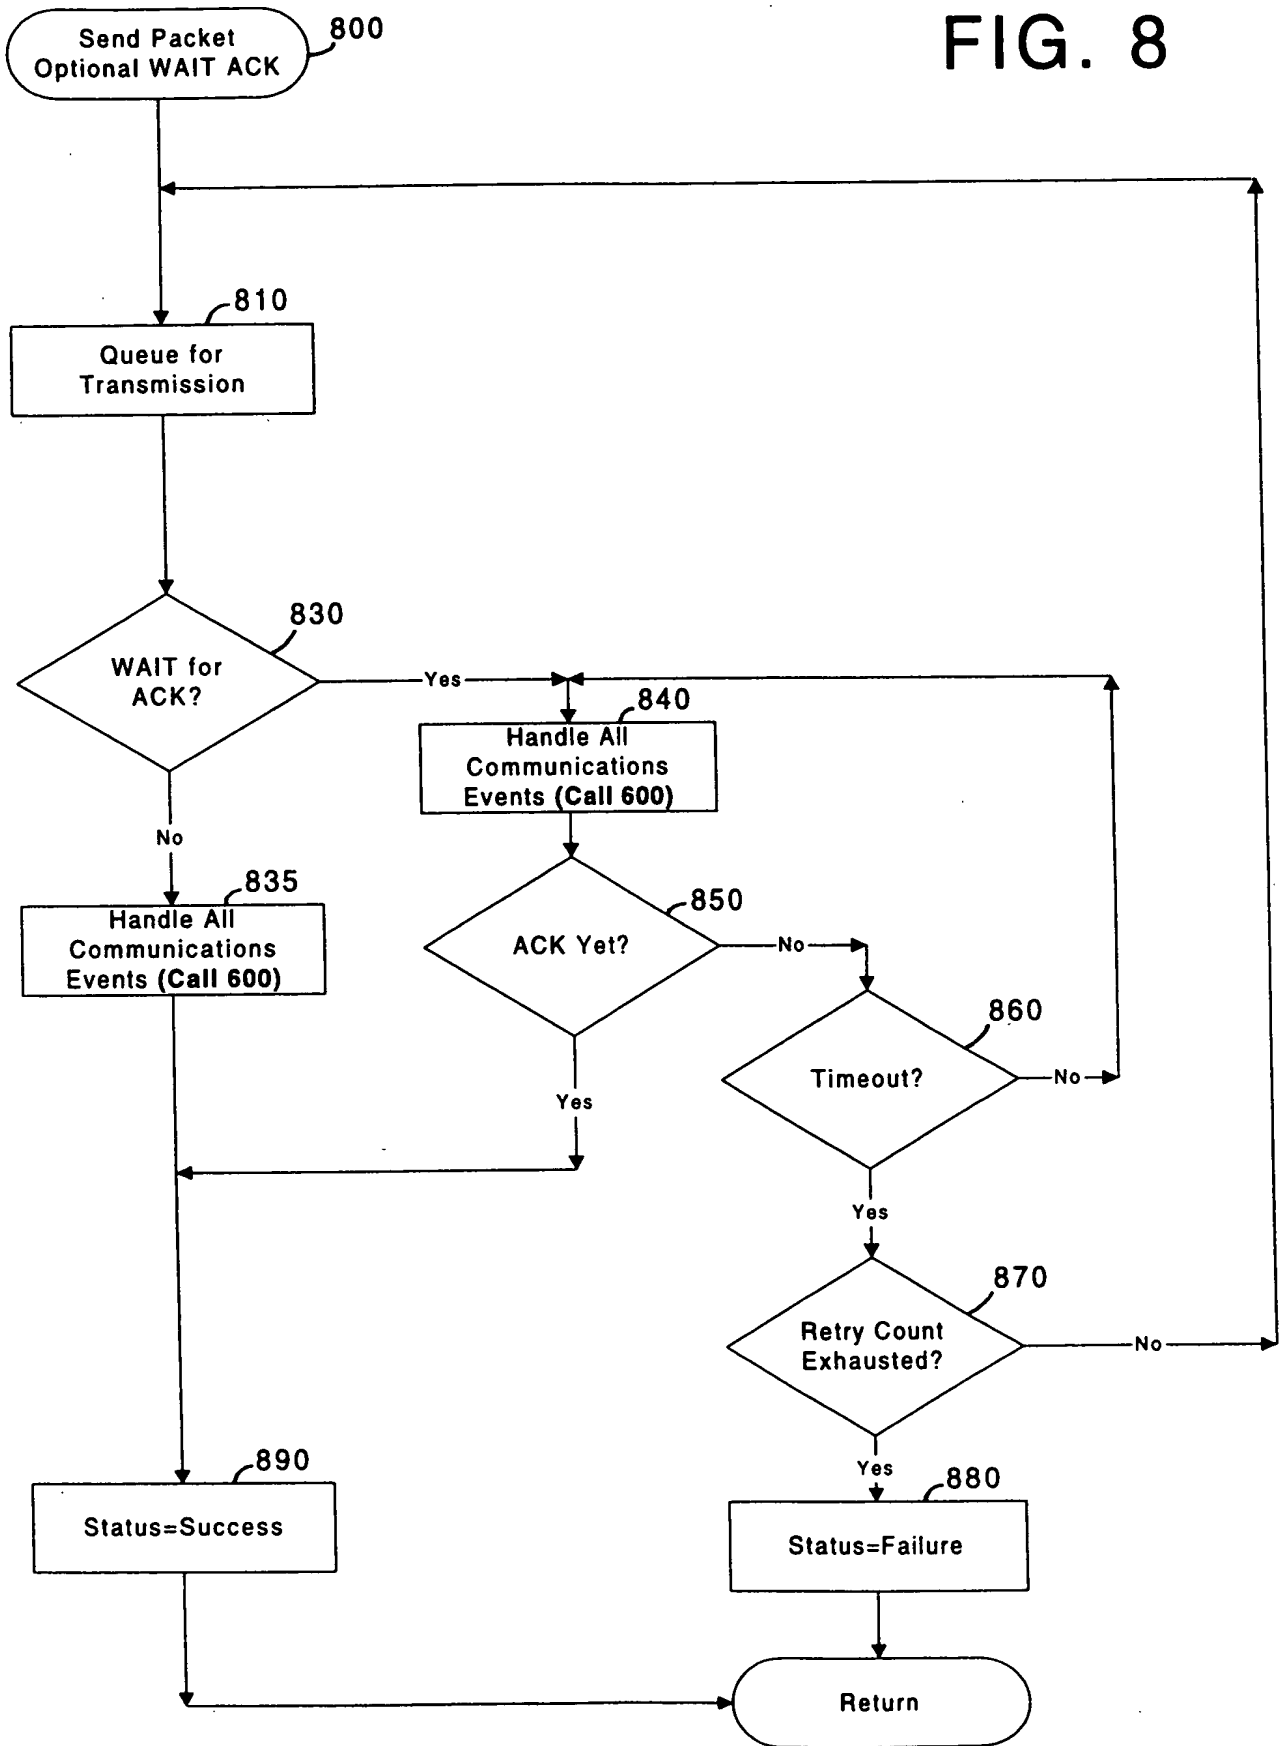 FIG. 8
Send Packet
Optional WAIT ACK
800
810
Queue for
Transmission
830
WAIT for
ACK?
Yes
840
Handle All
Communications
Events (Call 600)
No
835
Handle All
Communications
Events (Call 600)
850
ACK Yet?
No
860
Timeout?
No
Yes
Yes
870
Retry Count
Exhausted?
No
Yes
890
Status=Success
880
Status=Failure
Return